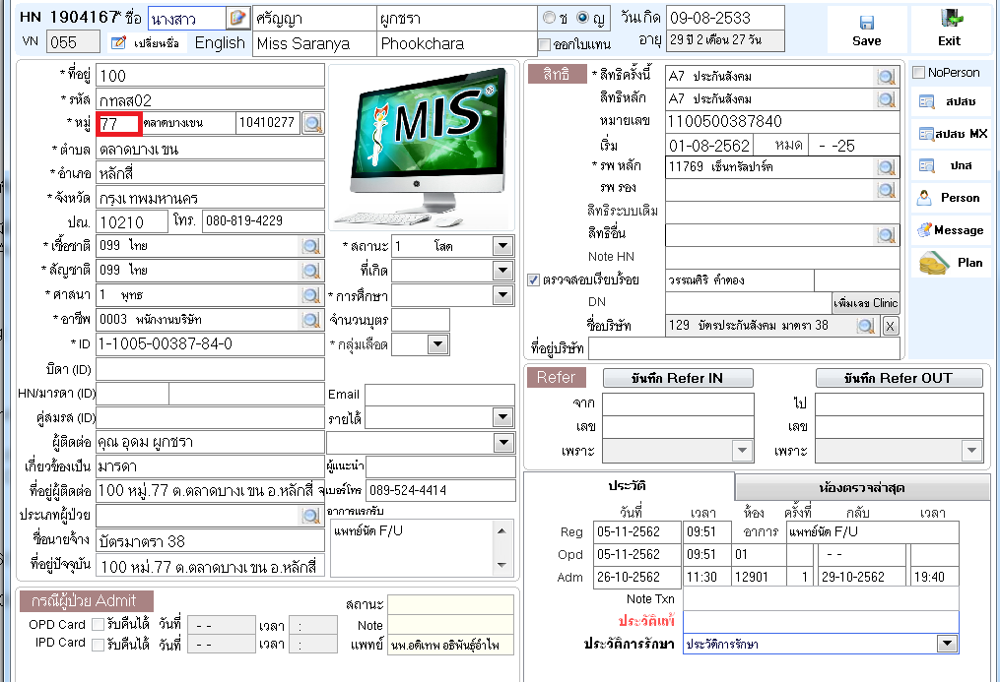 HN 1904167 * ชื่อ นางสาว ศรัญญา ผูกชรา ช ญ วันเกิด 09-08-2533
VN 055 เปลี่ยนชื่อ English Miss Saranya Phookchara ออกใบแทน อายุ 29 ปี 2 เดือน 27 วัน
Save Exit
* ที่อยู่ 100
* รหัส กทลส02
* หมู่ 77 ตลาดบางเขน 10410277
* ตำบล ตลาดบางเขน
* อำเภอ หลักสี่
* จังหวัด กรุงเทพมหานคร
ปณ. 10210 โทร. 080-819-4229
* เชื้อชาติ 099 ไทย
* สัญชาติ 099 ไทย
* ศาสนา 1 พุทธ
* อาชีพ 0003 พนักงานบริษัท
* ID 1-1005-00387-84-0
บิดา (ID)
HN/มารดา (ID)
คู่สมรส (ID)
ผู้ติดต่อ คุณ อุดม ผูกชรา
เกี่ยวข้องเป็น มารดา
ที่อยู่ผู้ติดต่อ 100 หมู่.77 ต.ตลาดบางเขน อ.หลักสี่ จ
ประเภทผู้ป่วย
ชื่อนายจ้าง บัตรมาตรา 38
ที่อยู่ปัจจุบัน 100 หม่.77 ต.ตลาดบางเขน อ.หลักสี่
MIS ®
* สถานะ 1 โสด
ที่เกิด
* การศึกษา
จำนวนบุตร
* กลุ่มเลือด
Email
รายได้
ผู้แนะนำ
เบอร์โทร 089-524-4414
อาการแรกรับ
แพทย์นัด F/U
กรณีผู้ป่วย Admit
OPD Card รับคืนได้ วันที่ - - เวลา :
IPD Card รับคืนได้ วันที่ - - เวลา :
สถานะ
Note
แพทย์ นพ.อดิเทพ อธิพันธุ์อำไพ
สิทธิ * สิทธิครั้งนี้ A7 ประกันสังคม
สิทธิหลัก A7 ประกันสังคม
หมายเลข 1100500387840
เริ่ม 01-08-2562 หมด - -25
* รพ หลัก 11769 เซ็นทรัลปาร์ค
รพ รอง
สิทธิระบบเดิม
สิทธิอื่น
Note HN
ตรวจสอบเรียบร้อย วรรณศิริ คำทอง
DN เพิ่มเลข Clinic
ชื่อบริษัท 129 บัตรประกันสังคม มาตรา 38 X
ที่อยู่บริษัท
NoPerson
สปสช
สปสช MX
ปกส
Person
Message
Plan
Refer บันทึก Refer IN บันทึก Refer OUT
จาก ไป
เลข เลข
เพราะ เพราะ
ประวัติ ห้องตรวจล่าสุด
วันที่ เวลา ห้อง ครั้งที่ กลับ เวลา
Reg 05-11-2562 09:51 อาการ แพทย์นัด F/U
Opd 05-11-2562 09:51 01 - -
Adm 26-10-2562 11:30 12901 1 29-10-2562 19:40
Note Txn
ประวัติแพ้
ประวัติการรักษา ประวัติการรักษา